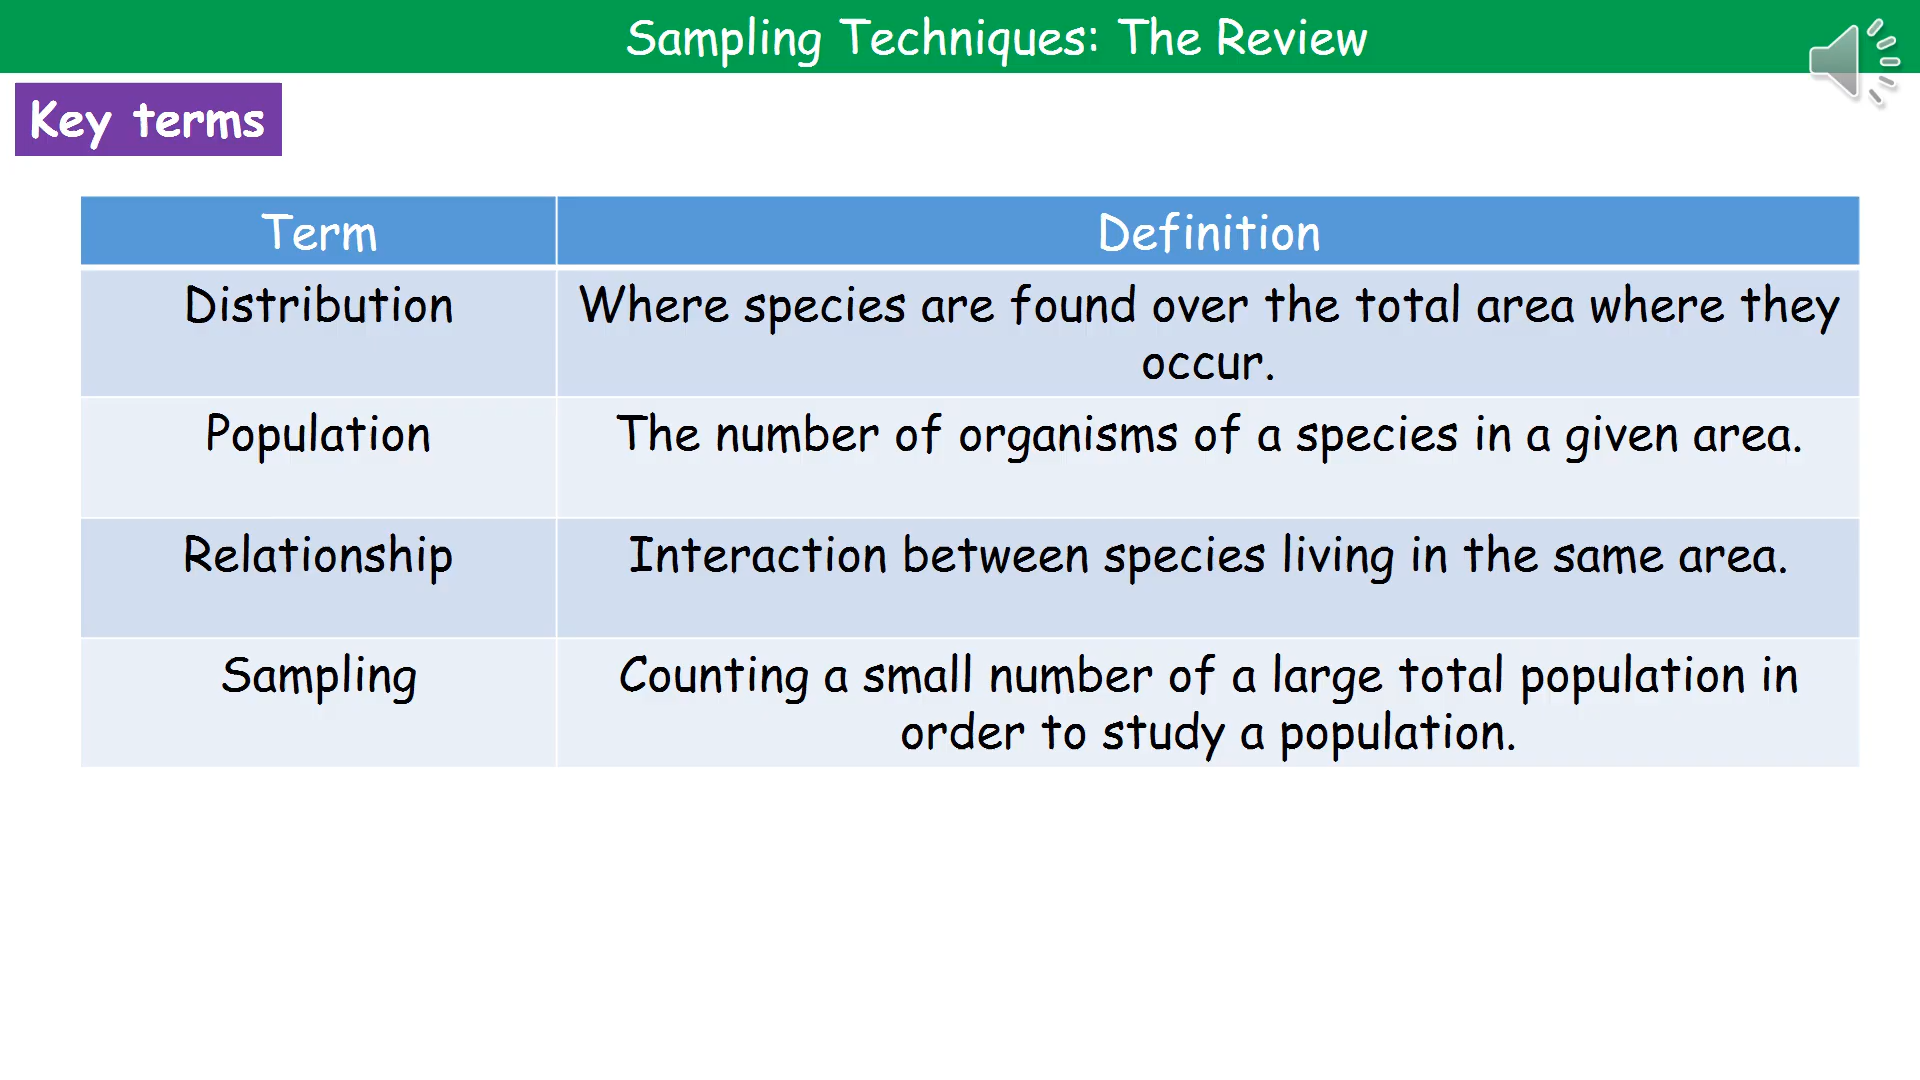 Sampling Techniques: The Review
Key terms
Term
Definition
Distribution
Where species are found over the total area where they
occur.
Population
The number of organisms of a species in a given area.
Relationship
Interaction between species living in the same area.
Sampling
Counting a small number of a large total population in
order to study a population.